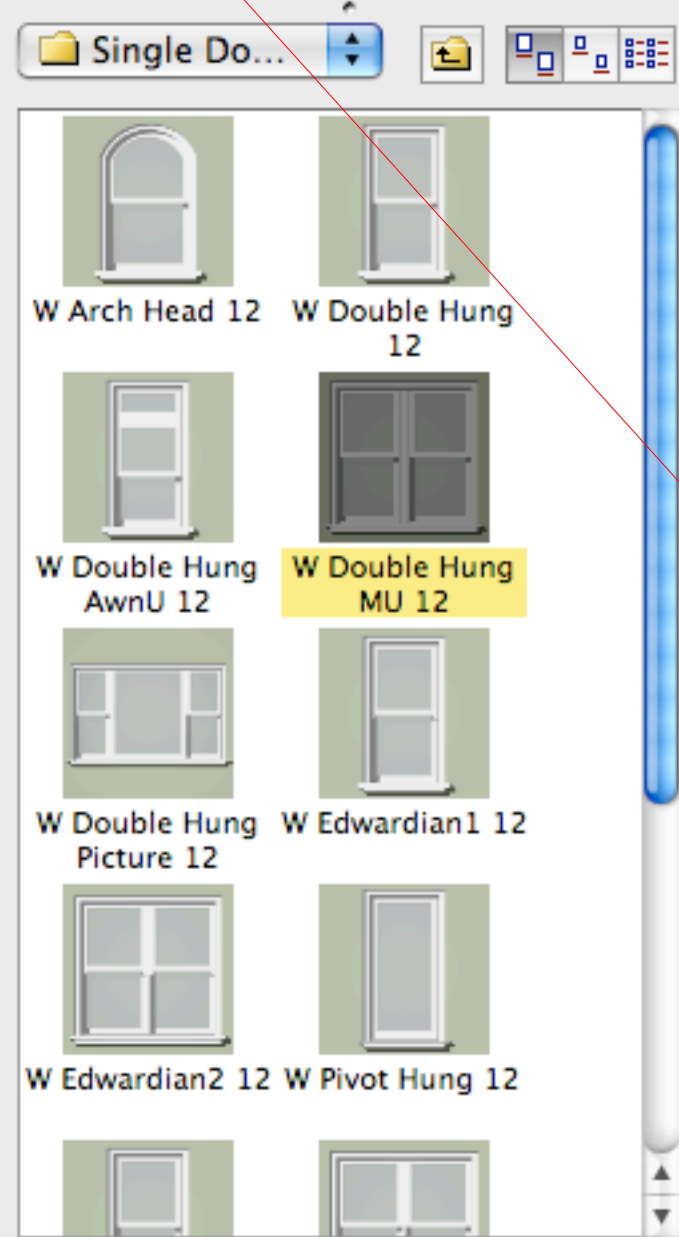 Single Do...
W Arch Head 12
W Double Hung
12
W Double Hung
AwnU 12
W Double Hung
MU 12
W Double Hung
Picture 12
W Edwardian1 12
W Edwardian2 12
W Pivot Hung 12